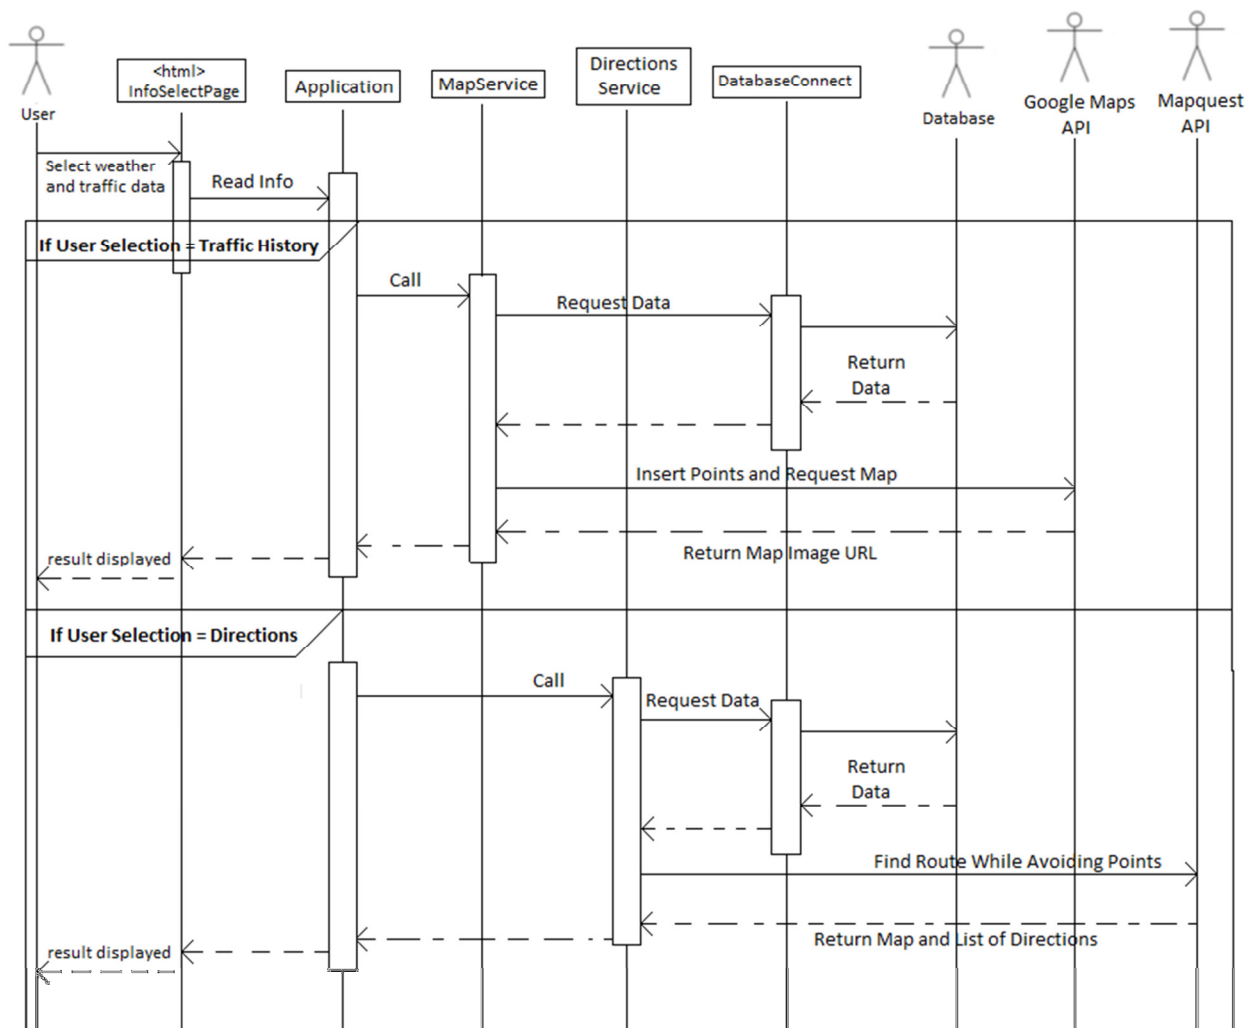 User
<html>
InfoSelectPage
Application
MapService
Directions
Service
DatabaseConnect
Database
Google Maps
API
Mapquest
API
Select weather
and traffic data
Read Info
If User Selection = Traffic History
Call
Request Data
Return
Data
Insert Points and Request Map
Return Map Image URL
result displayed
If User Selection = Directions
Call
Request Data
Return
Data
Find Route While Avoiding Points
Return Map and List of Directions
result displayed